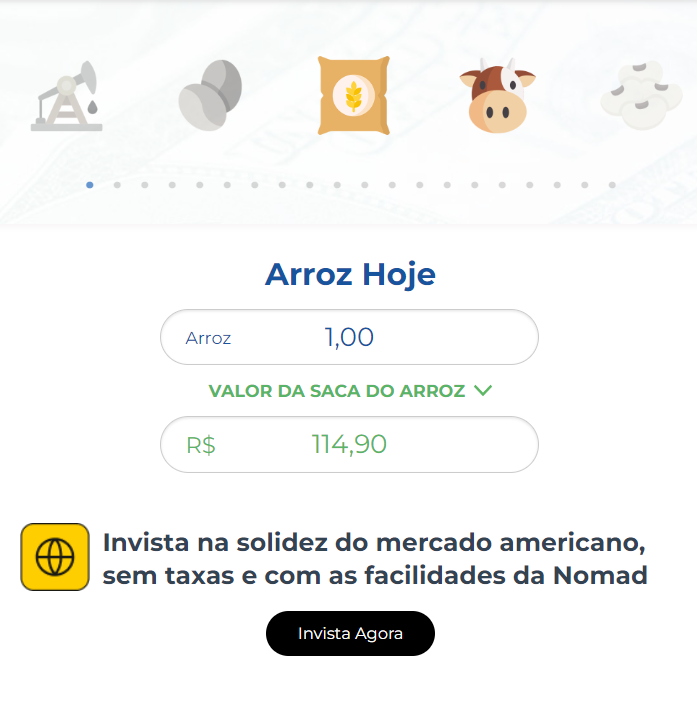 Arroz Hoje
Arroz 1,00
VALOR DA SACA DO ARROZ
R$ 114,90
Invista na solidez do mercado americano,
sem taxas e com as facilidades da Nomad
Invista Agora